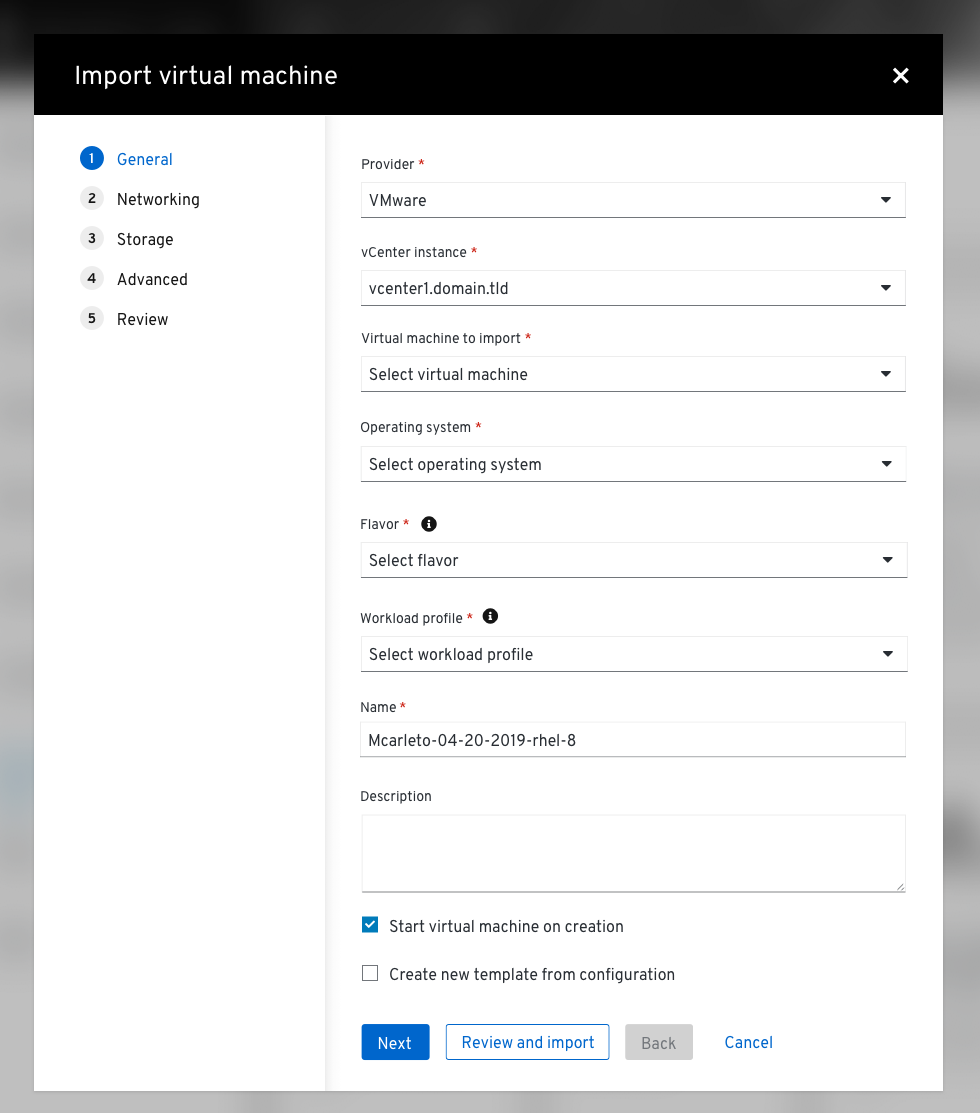 Import virtual machine
1 General
2 Networking
3 Storage
4 Advanced
5 Review
Provider *
VMware
vCenter instance *
vcenter1.domain.tld
Virtual machine to import *
Select virtual machine
Operating system *
Select operating system
Flavor *
Select flavor
Workload profile *
Select workload profile
Name *
Mcarleto-04-20-2019-rhel-8
Description
Start virtual machine on creation
Create new template from configuration
Next Review and import Back Cancel